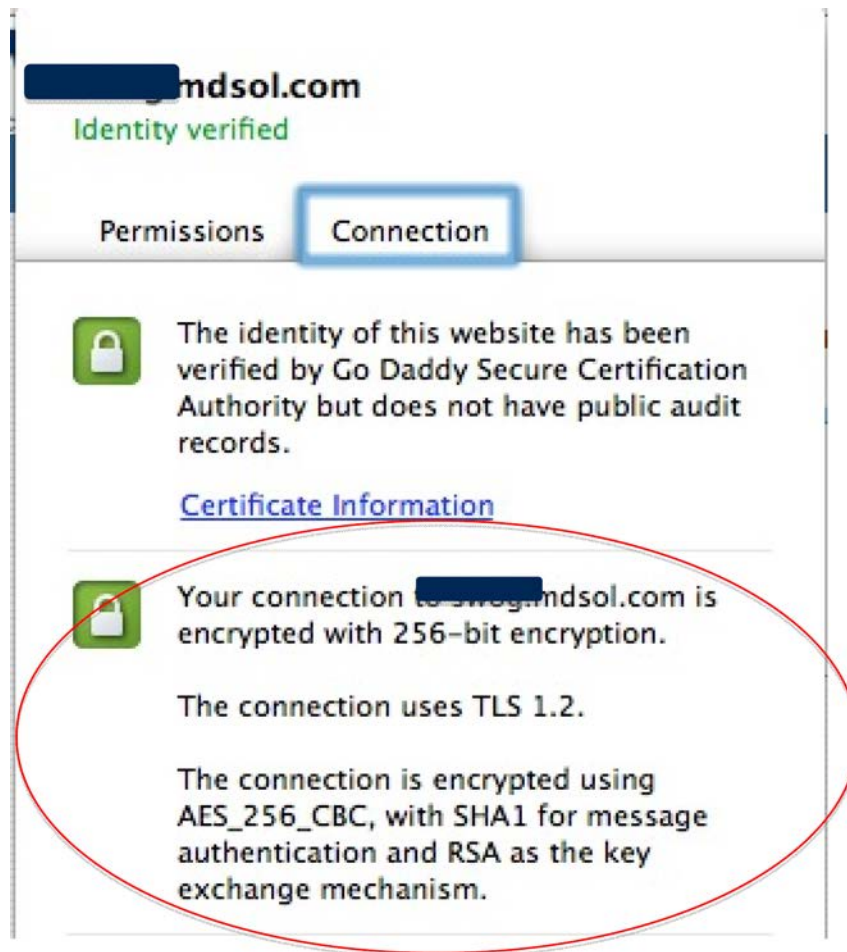 mdsol.com
Identity verified
Permissions Connection
The identity of this website has been
verified by Go Daddy Secure Certification
Authority but does not have public audit
records.
Certificate Information
Your connection to mdsol.com is
encrypted with 256-bit encryption.
The connection uses TLS 1.2.
The connection is encrypted using
AES_256_CBC, with SHA1 for message
authentication and RSA as the key
exchange mechanism.